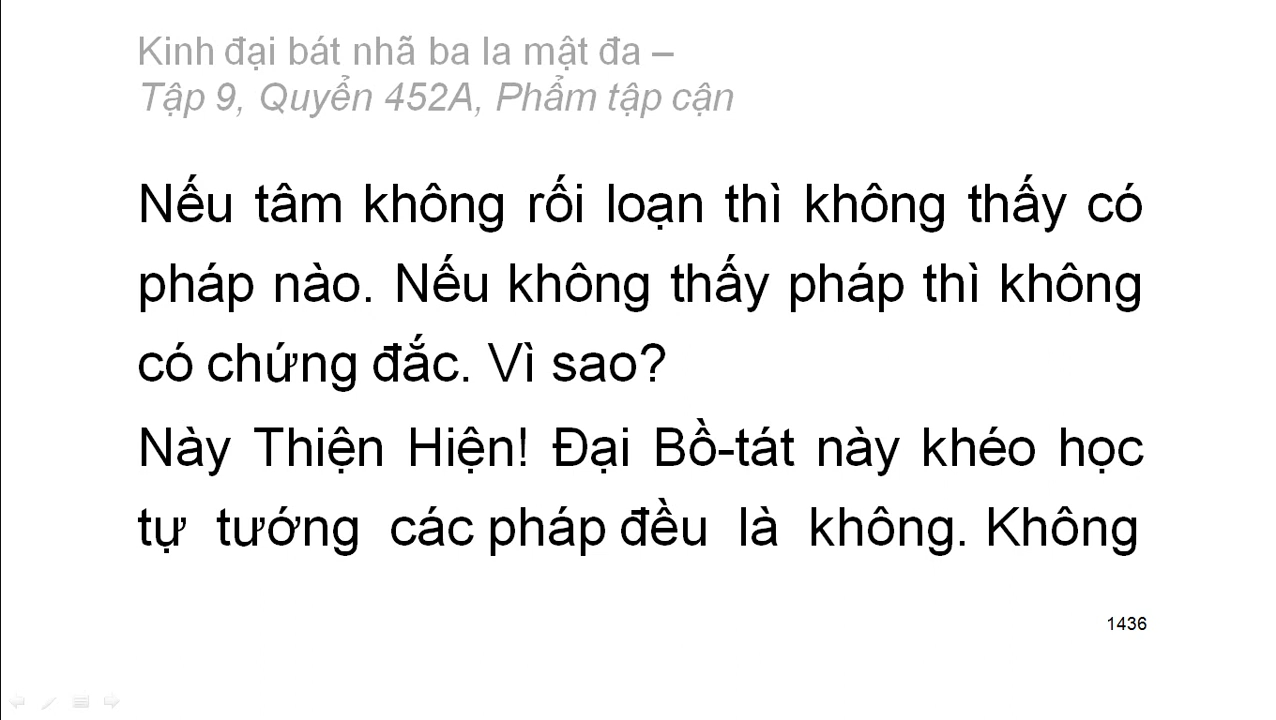 Kinh đại bát nhã ba la mật đa –
Tập 9, Quyển 452A, Phẩm tập cận
Nếu tâm không rối loạn thì không thấy có
pháp nào. Nếu không thấy pháp thì không
có chứng đắc. Vì sao?
Này Thiện Hiện! Đại Bồ-tát này khéo học
tự tướng các pháp đều là không. Không
1436